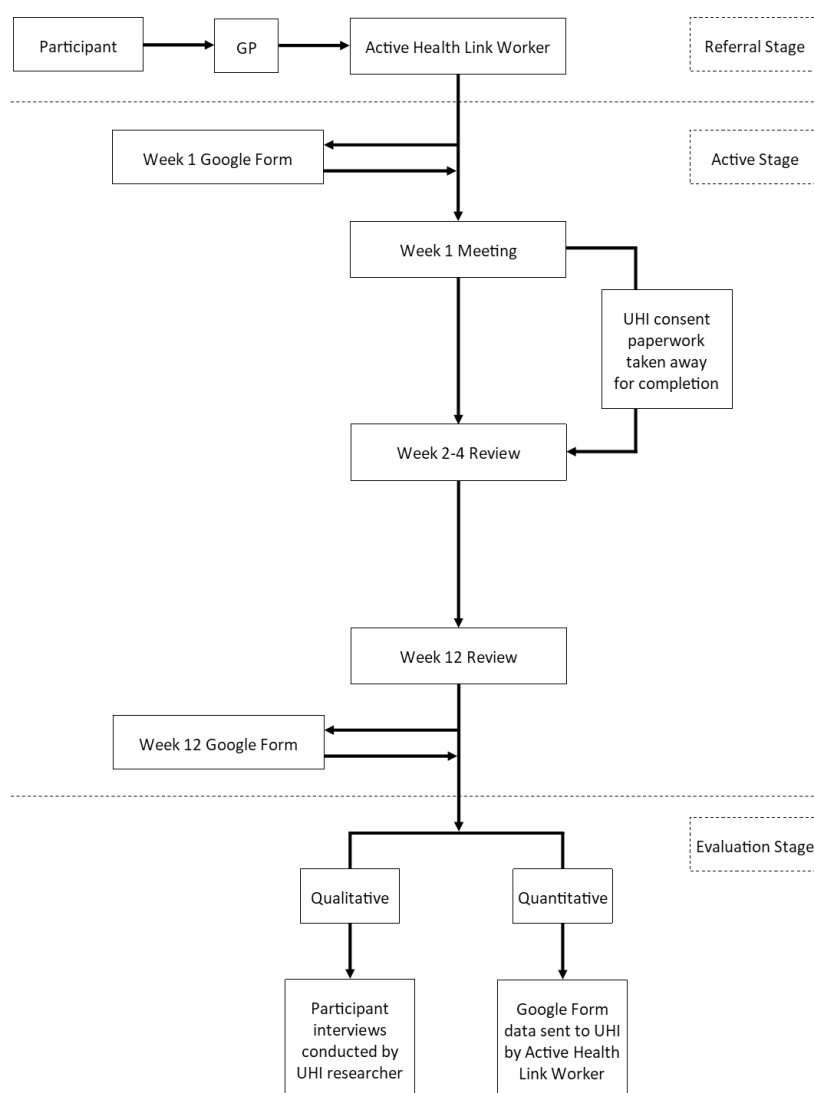 Participant
GP
Active Health Link Worker
Referral Stage
Week 1 Google Form
Active Stage
Week 1 Meeting
UHI consent
paperwork
taken away
for completion
Week 2-4 Review
Week 12 Review
Week 12 Google Form
Evaluation Stage
Qualitative
Quantitative
Participant
interviews
conducted by
UHI researcher
Google Form
data sent to UHI
by Active Health
Link Worker